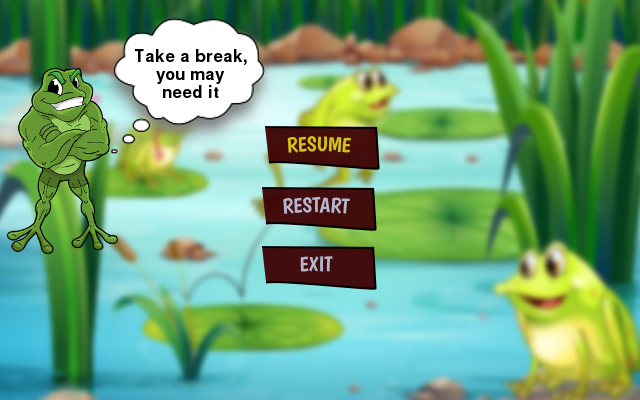 Take a break,
you may
need it
RESUME
RESTART
EXIT